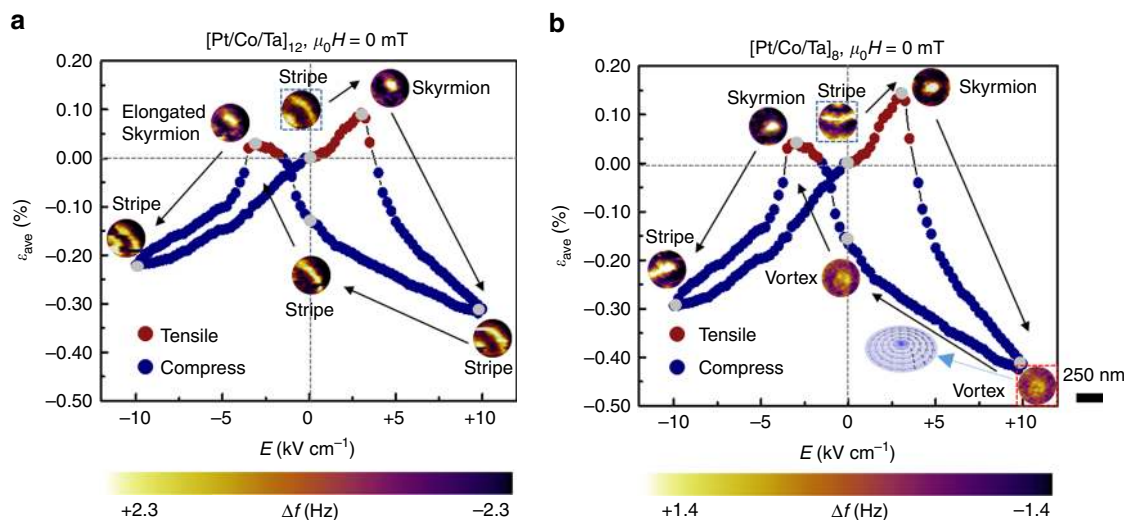 a
[Pt/Co/Ta]12, μ0H = 0 mT
0.20
0.10
0.00
−0.10
−0.20
−0.30
−0.40
−0.50
εave (%)
Stripe
Skyrmion
Elongated
Skyrmion
Stripe
Stripe
Stripe
Tensile
Compress
−10
−5
0
+5
+10
E (kV cm−1)
+2.3
Δf (Hz)
−2.3
b
[Pt/Co/Ta]8, μ0H = 0 mT
0.20
0.10
0.00
−0.10
−0.20
−0.30
−0.40
−0.50
εave (%)
Skyrmion
Stripe
Skyrmion
Stripe
Vortex
Tensile
Compress
Vortex
250 nm
−10
−5
0
+5
+10
E (kV cm−1)
+1.4
Δf (Hz)
−1.4